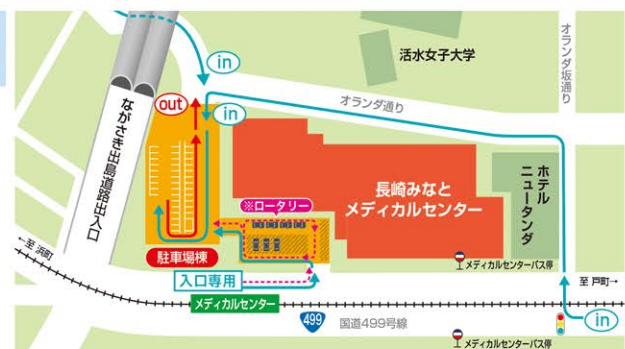 in
活水女子大学
オランダ坂通り
オランダ通り
out
in
ながさき出島道路出入口
※ロータリー
長崎みなと
メディカルセンター
ホテル
ニュータンダ
駐車場棟
←至 浜町
入口専用
メディカルセンターバス停
至 戸町→
メディカルセンター
499
国道499号線
in
メディカルセンターバス停